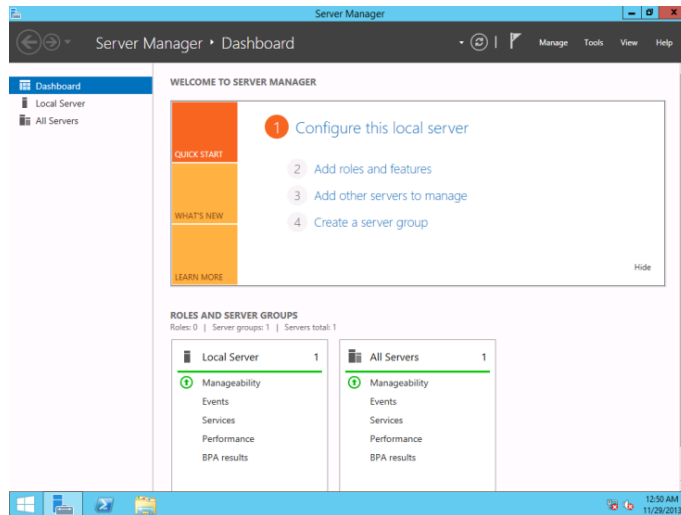 Server Manager
Server Manager ‣ Dashboard
Manage Tools View Help
Dashboard
Local Server
All Servers
WELCOME TO SERVER MANAGER
QUICK START
WHAT'S NEW
LEARN MORE
1 Configure this local server
2 Add roles and features
3 Add other servers to manage
4 Create a server group
Hide
ROLES AND SERVER GROUPS
Roles: 0 | Server groups: 1 | Servers total: 1
Local Server 1
Manageability
Events
Services
Performance
BPA results
All Servers 1
Manageability
Events
Services
Performance
BPA results
12:50 AM
11/29/2013